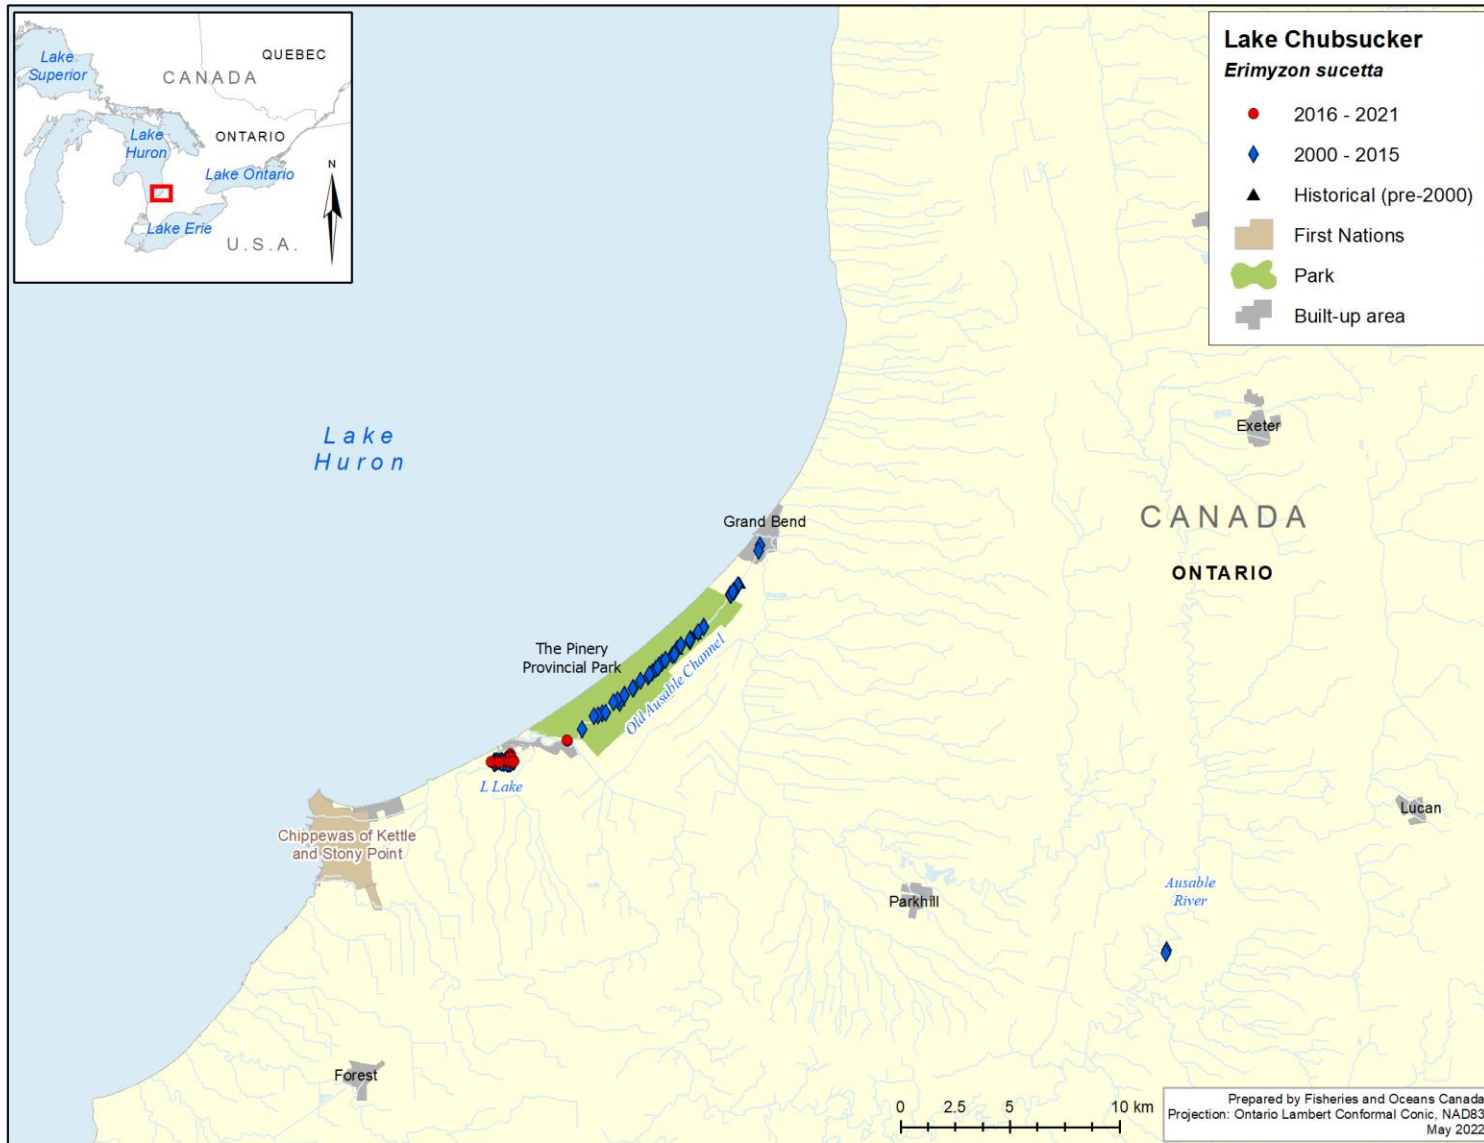 Lake
Superior
QUEBEC
CANADA
ONTARIO
Lake
Huron
Lake Ontario
N
Lake Erie
U.S.A.
Lake Chubsucker
Erimyzon sucetta
2016 - 2021
2000 - 2015
Historical (pre-2000)
First Nations
Park
Built-up area
Lake
Huron
Exeter
Grand Bend
CANADA
ONTARIO
The Pinery
Provincial Park
Old Ausable Channel
L Lake
Chippewas of Kettle
and Stony Point
Lucan
Parkhill
Ausable
River
Forest
0 2.5 5 10 km
Prepared by Fisheries and Oceans Canada
Projection: Ontario Lambert Conformal Conic, NAD83
May 2022